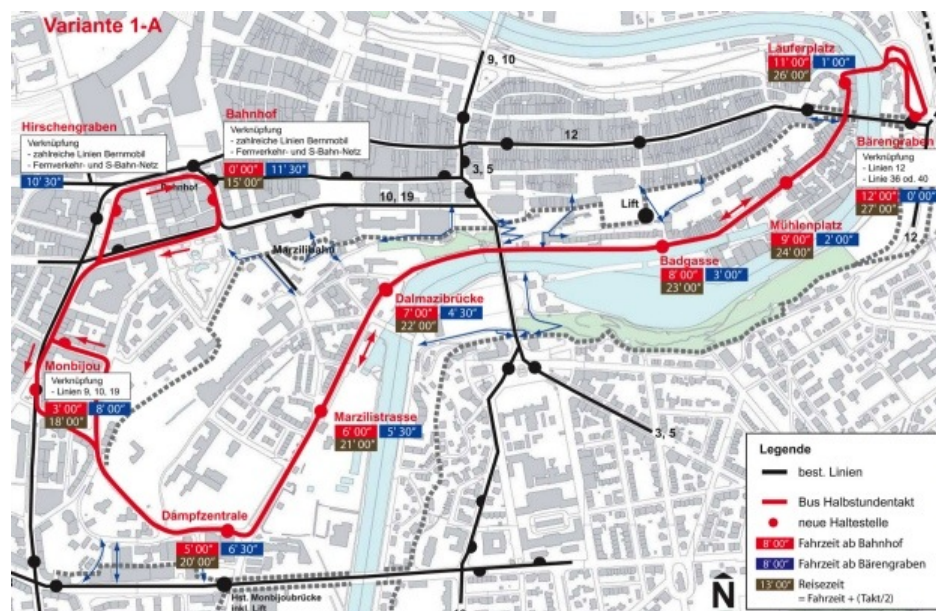 Variante 1-A
9, 10
Läuferplatz
11' 00" 1' 00"
26' 00"
Hirschengraben
Verknüpfung
- zahlreiche Linien Bernmobil
- Fernverkehr- und S-Bahn-Netz
10' 30"
Bahnhof
Verknüpfung
- zahlreiche Linien Bernmobil
- Fernverkehr- und S-Bahn-Netz
0' 00" 11' 30"
15' 00"
Bahnhof
12
3, 5
10, 19
Bärengraben
Verknüpfung
- Linien 12
- Linie 36 od. 40
12' 00" 0' 00"
27' 00"
12
Lift
Marzilibahn
Mühlenplatz
9' 00" 2' 00"
24' 00"
Badgasse
8' 00" 3' 00"
23' 00"
Dalmazibrücke
7' 00" 4' 30"
22' 00"
Monbijou
Verknüpfung
- Linien 9, 10, 19
3' 00" 8' 00"
18' 00"
Marzilistrasse
6' 00" 5' 30"
21' 00"
3, 5
Dämpfzentrale
5' 00" 6' 30"
20' 00"
Hst. Monbijoubrücke
inkl. Lift
N
Legende
best. Linien
Bus Halbstundentakt
neue Haltestelle
8' 00" Fahrzeit ab Bahnhof
8' 00" Fahrzeit ab Bärengraben
13' 00" Reisezeit
= Fahrzeit + (Takt/2)